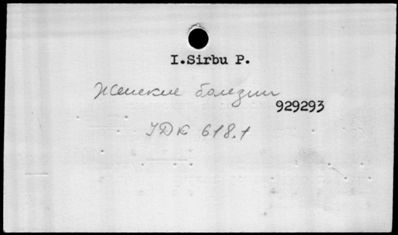 I.Sirbu P.
Женские болезни
929293
УДК 618.1